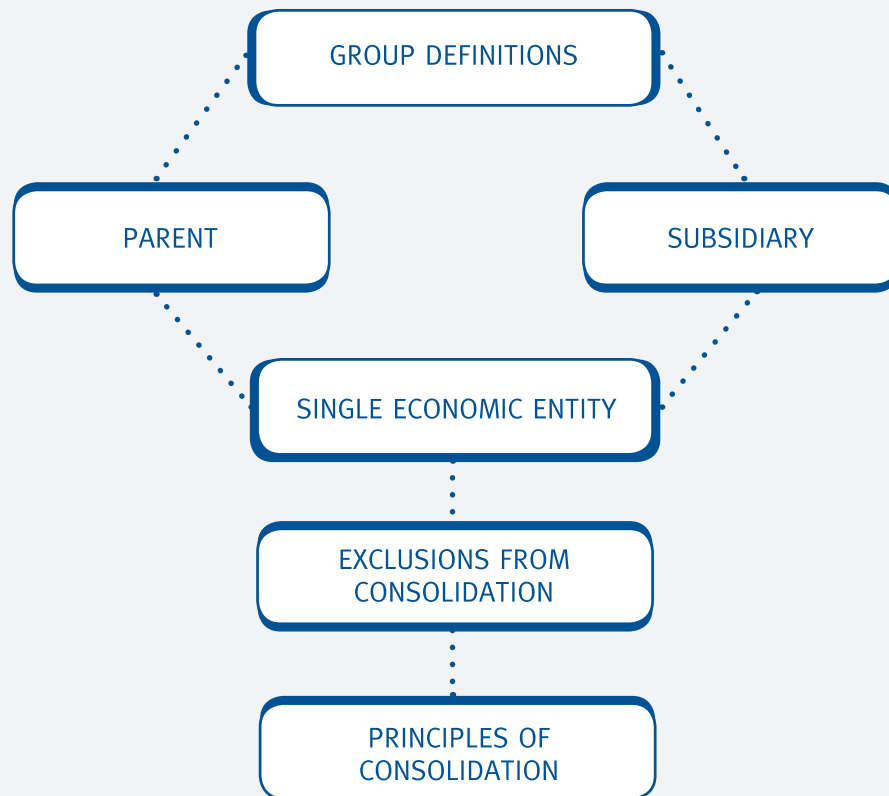 GROUP DEFINITIONS
PARENT
SUBSIDIARY
SINGLE ECONOMIC ENTITY
EXCLUSIONS FROM
CONSOLIDATION
PRINCIPLES OF
CONSOLIDATION